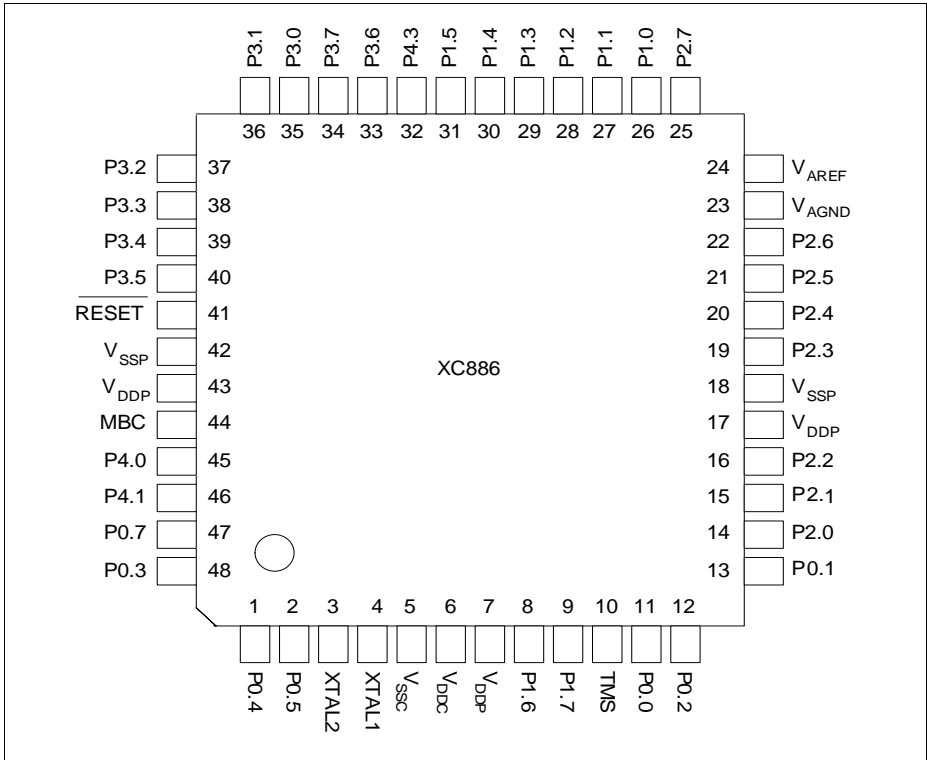 P3.1 P3.0 P3.7 P3.6 P4.3 P1.5 P1.4 P1.3 P1.2 P1.1 P1.0 P2.7
36 35 34 33 32 31 30 29 28 27 26 25
P3.2 37 24 VAREF
P3.3 38 23 VAGND
P3.4 39 22 P2.6
P3.5 40 21 P2.5
RESET 41 20 P2.4
VSSP 42 19 P2.3
XC886
VDDP 43 18 VSSP
MBC 44 17 VDDP
P4.0 45 16 P2.2
P4.1 46 15 P2.1
P0.7 47 14 P2.0
P0.3 48 13 P0.1
1 2 3 4 5 6 7 8 9 10 11 12
P0.4 P0.5 XTAL2 XTAL1 VSSC VDDC VDDP P1.6 P1.7 TMS P0.0 P0.2